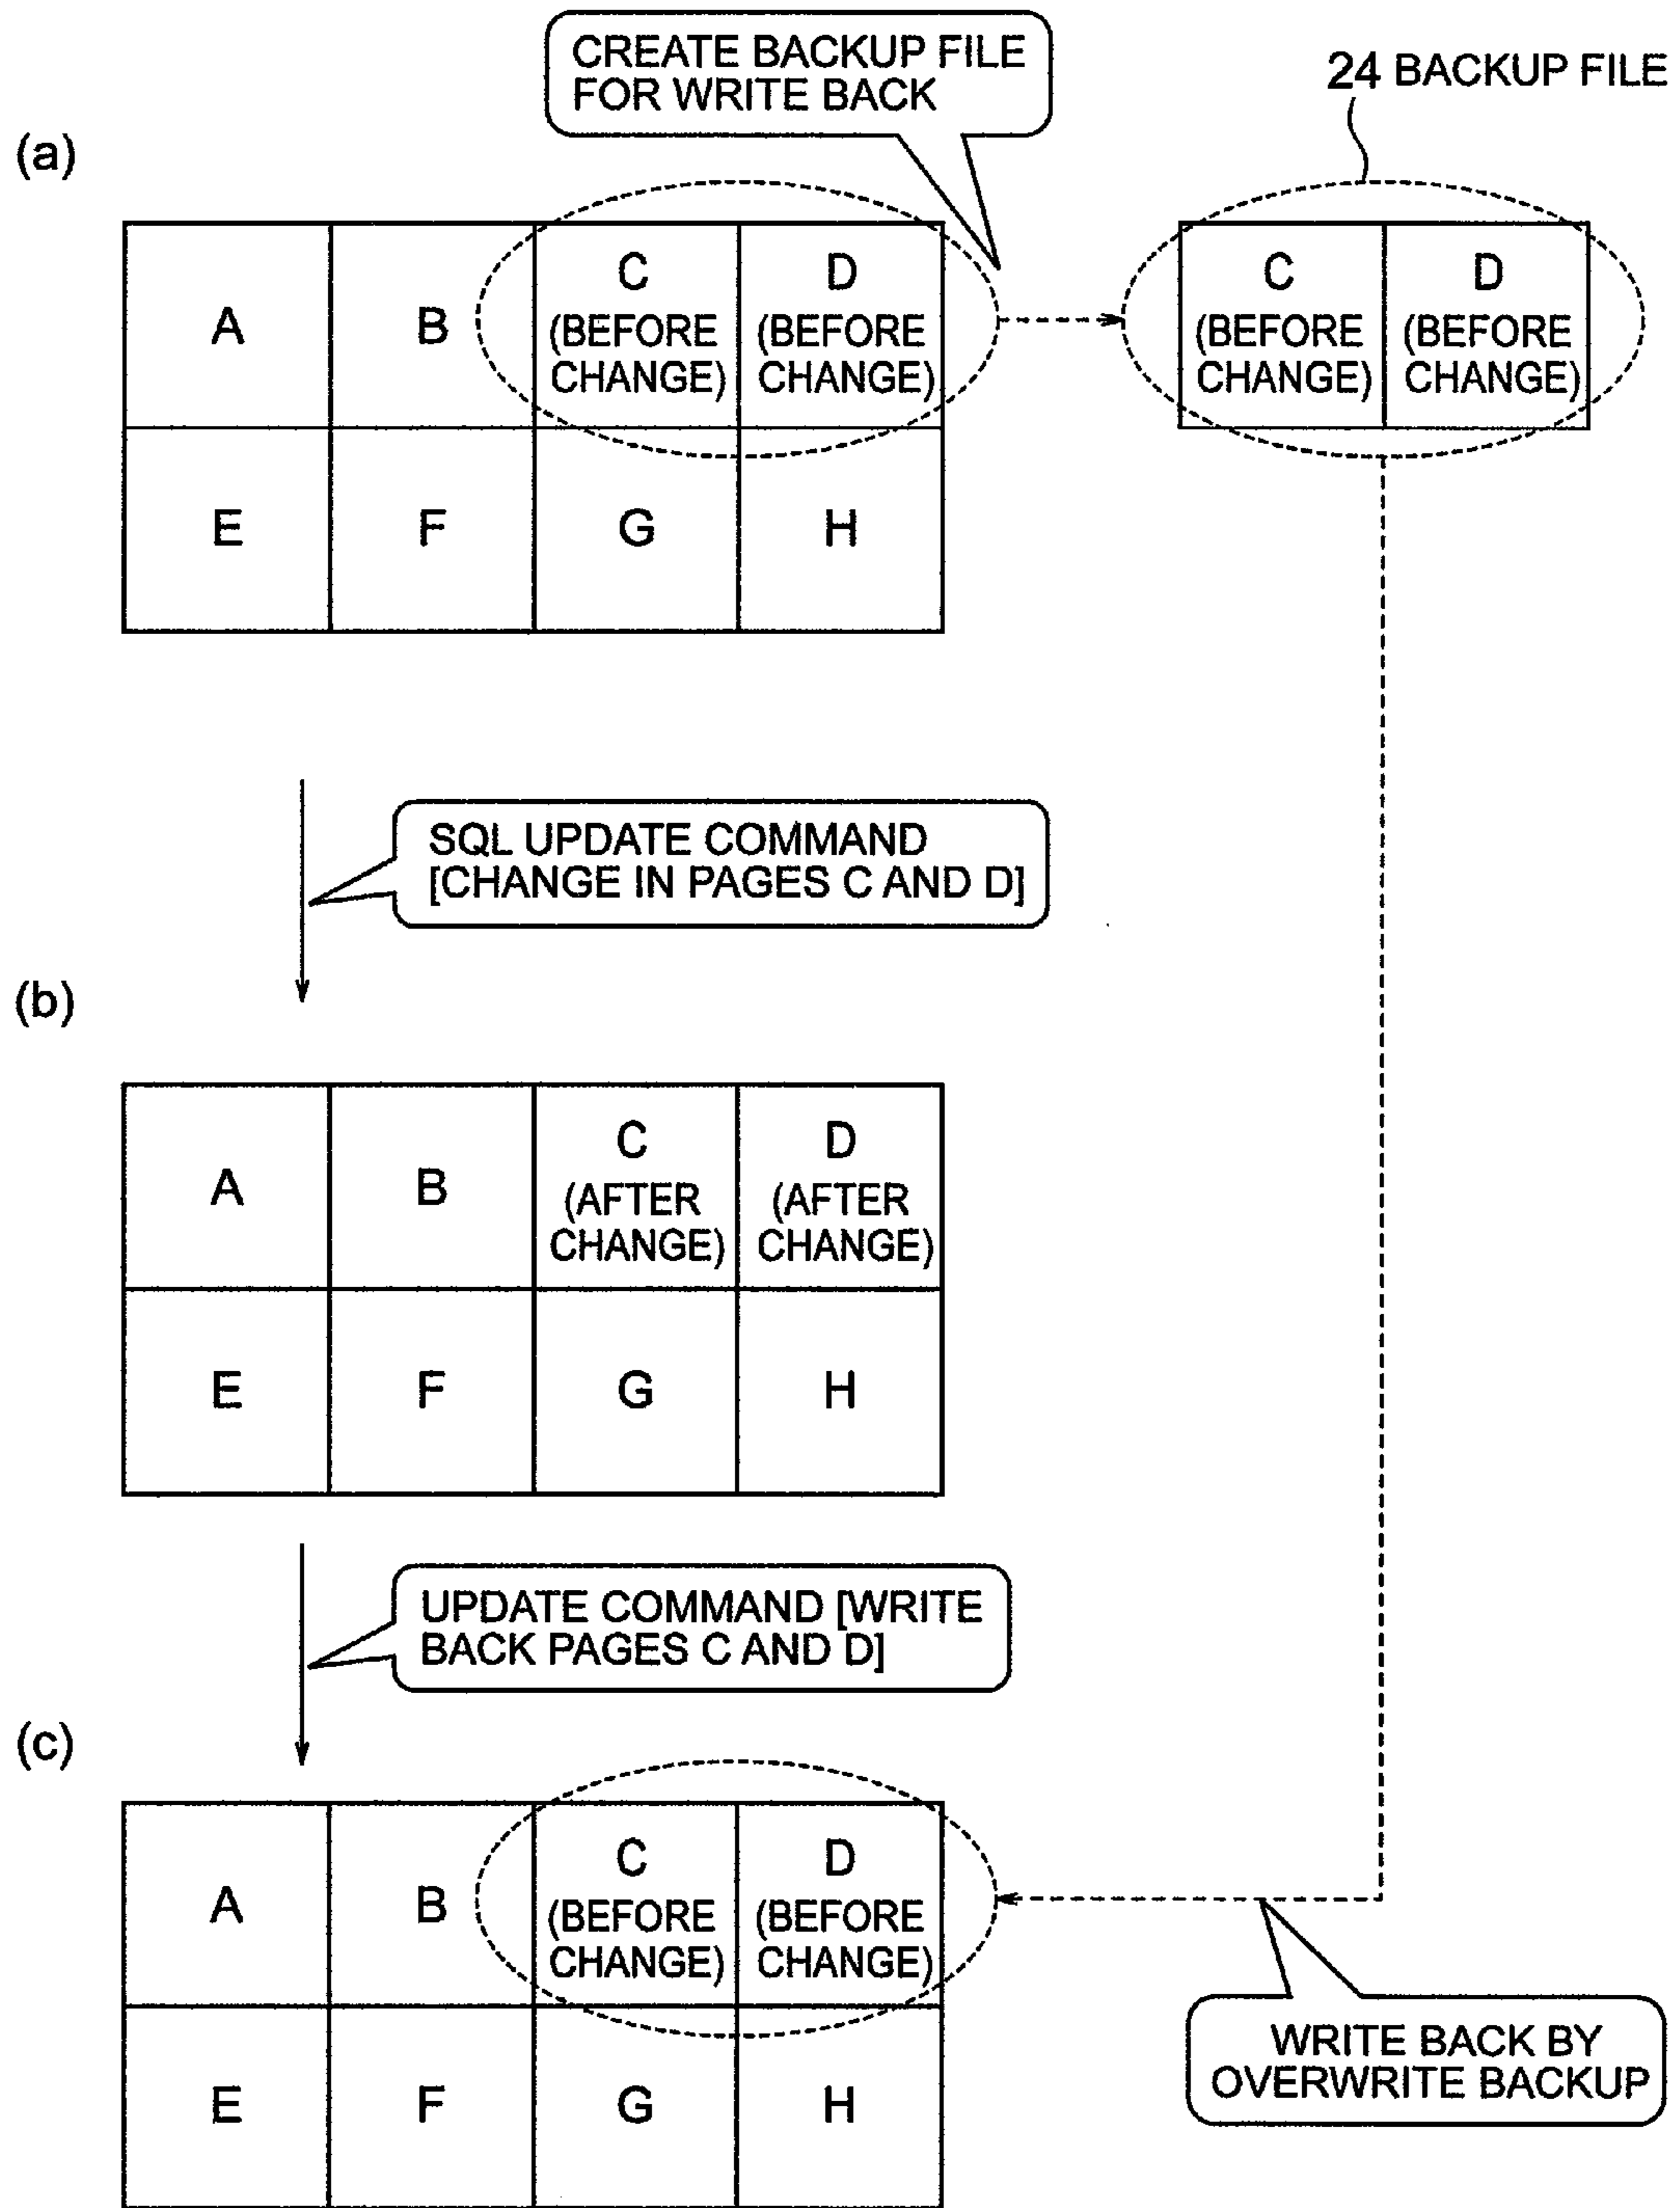 CREATE BACKUP FILE
FOR WRITE BACK
24 BACKUP FILE
(a)
A
B
C
(BEFORE
CHANGE)
D
(BEFORE
CHANGE)
C
(BEFORE
CHANGE)
D
(BEFORE
CHANGE)
E
F
G
H
SQL UPDATE COMMAND
[CHANGE IN PAGES C AND D]
(b)
A
B
C
(AFTER
CHANGE)
D
(AFTER
CHANGE)
E
F
G
H
UPDATE COMMAND [WRITE
BACK PAGES C AND D]
(c)
A
B
C
(BEFORE
CHANGE)
D
(BEFORE
CHANGE)
E
F
G
H
WRITE BACK BY
OVERWRITE BACKUP